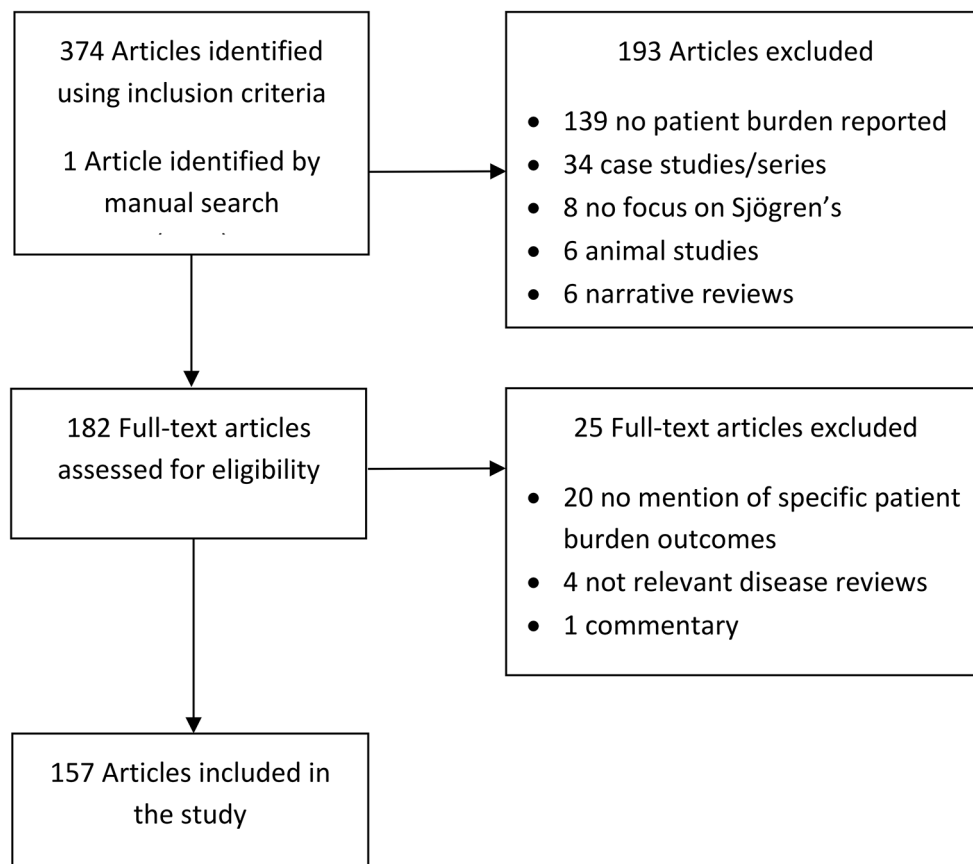 374 Articles identified
using inclusion criteria
1 Article identified by
manual search
193 Articles excluded
• 139 no patient burden reported
• 34 case studies/series
• 8 no focus on Sjögren’s
• 6 animal studies
• 6 narrative reviews
182 Full-text articles
assessed for eligibility
25 Full-text articles excluded
• 20 no mention of specific patient
burden outcomes
• 4 not relevant disease reviews
• 1 commentary
157 Articles included in
the study